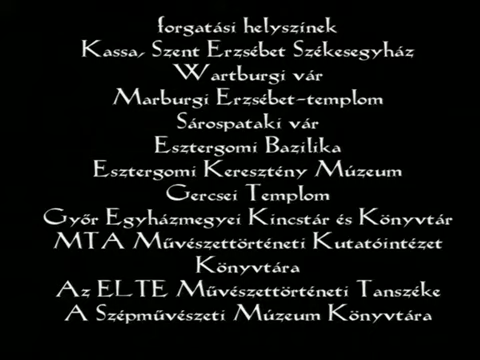 forgatási helyszínek
Kassa, Szent Erzsébet Székesegyház
Wartburgi vár
Marburgi Erzsébet-templom
Sárospataki vár
Esztergomi Bazilika
Esztergomi Keresztény Múzeum
Gercsei Templom
Győr Egyházmegyei Kincstár és Könyvtár
MTA Művészettörténeti Kutatóintézet
Könyvtára
Az ELTE Művészettörténeti Tanszéke
A Szépművészeti Múzeum Könyvtára